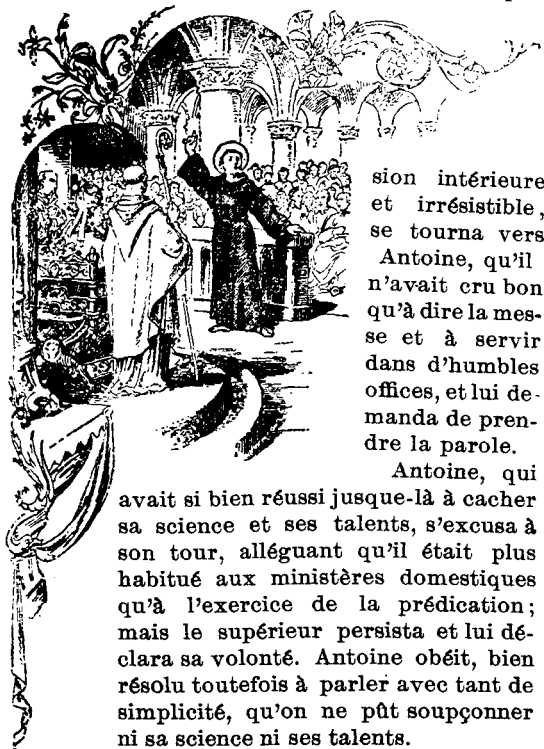 sion intérieure
et irrésistible,
se tourna vers
Antoine, qu'il
n'avait cru bon
qu'à dire la mes-
se et à servir
dans d'humbles
offices, et lui de-
manda de pren-
dre la parole.
Antoine, qui
avait si bien réussi jusque-là à cacher
sa science et ses talents, s'excusa à
son tour, alléguant qu'il était plus
habitué aux ministères domestiques
qu'à l'exercice de la prédication;
mais le supérieur persista et lui dé-
clara sa volonté. Antoine obéit, bien
résolu toutefois à parler avec tant de
simplicité, qu'on ne pût soupçonner
ni sa science ni ses talents.